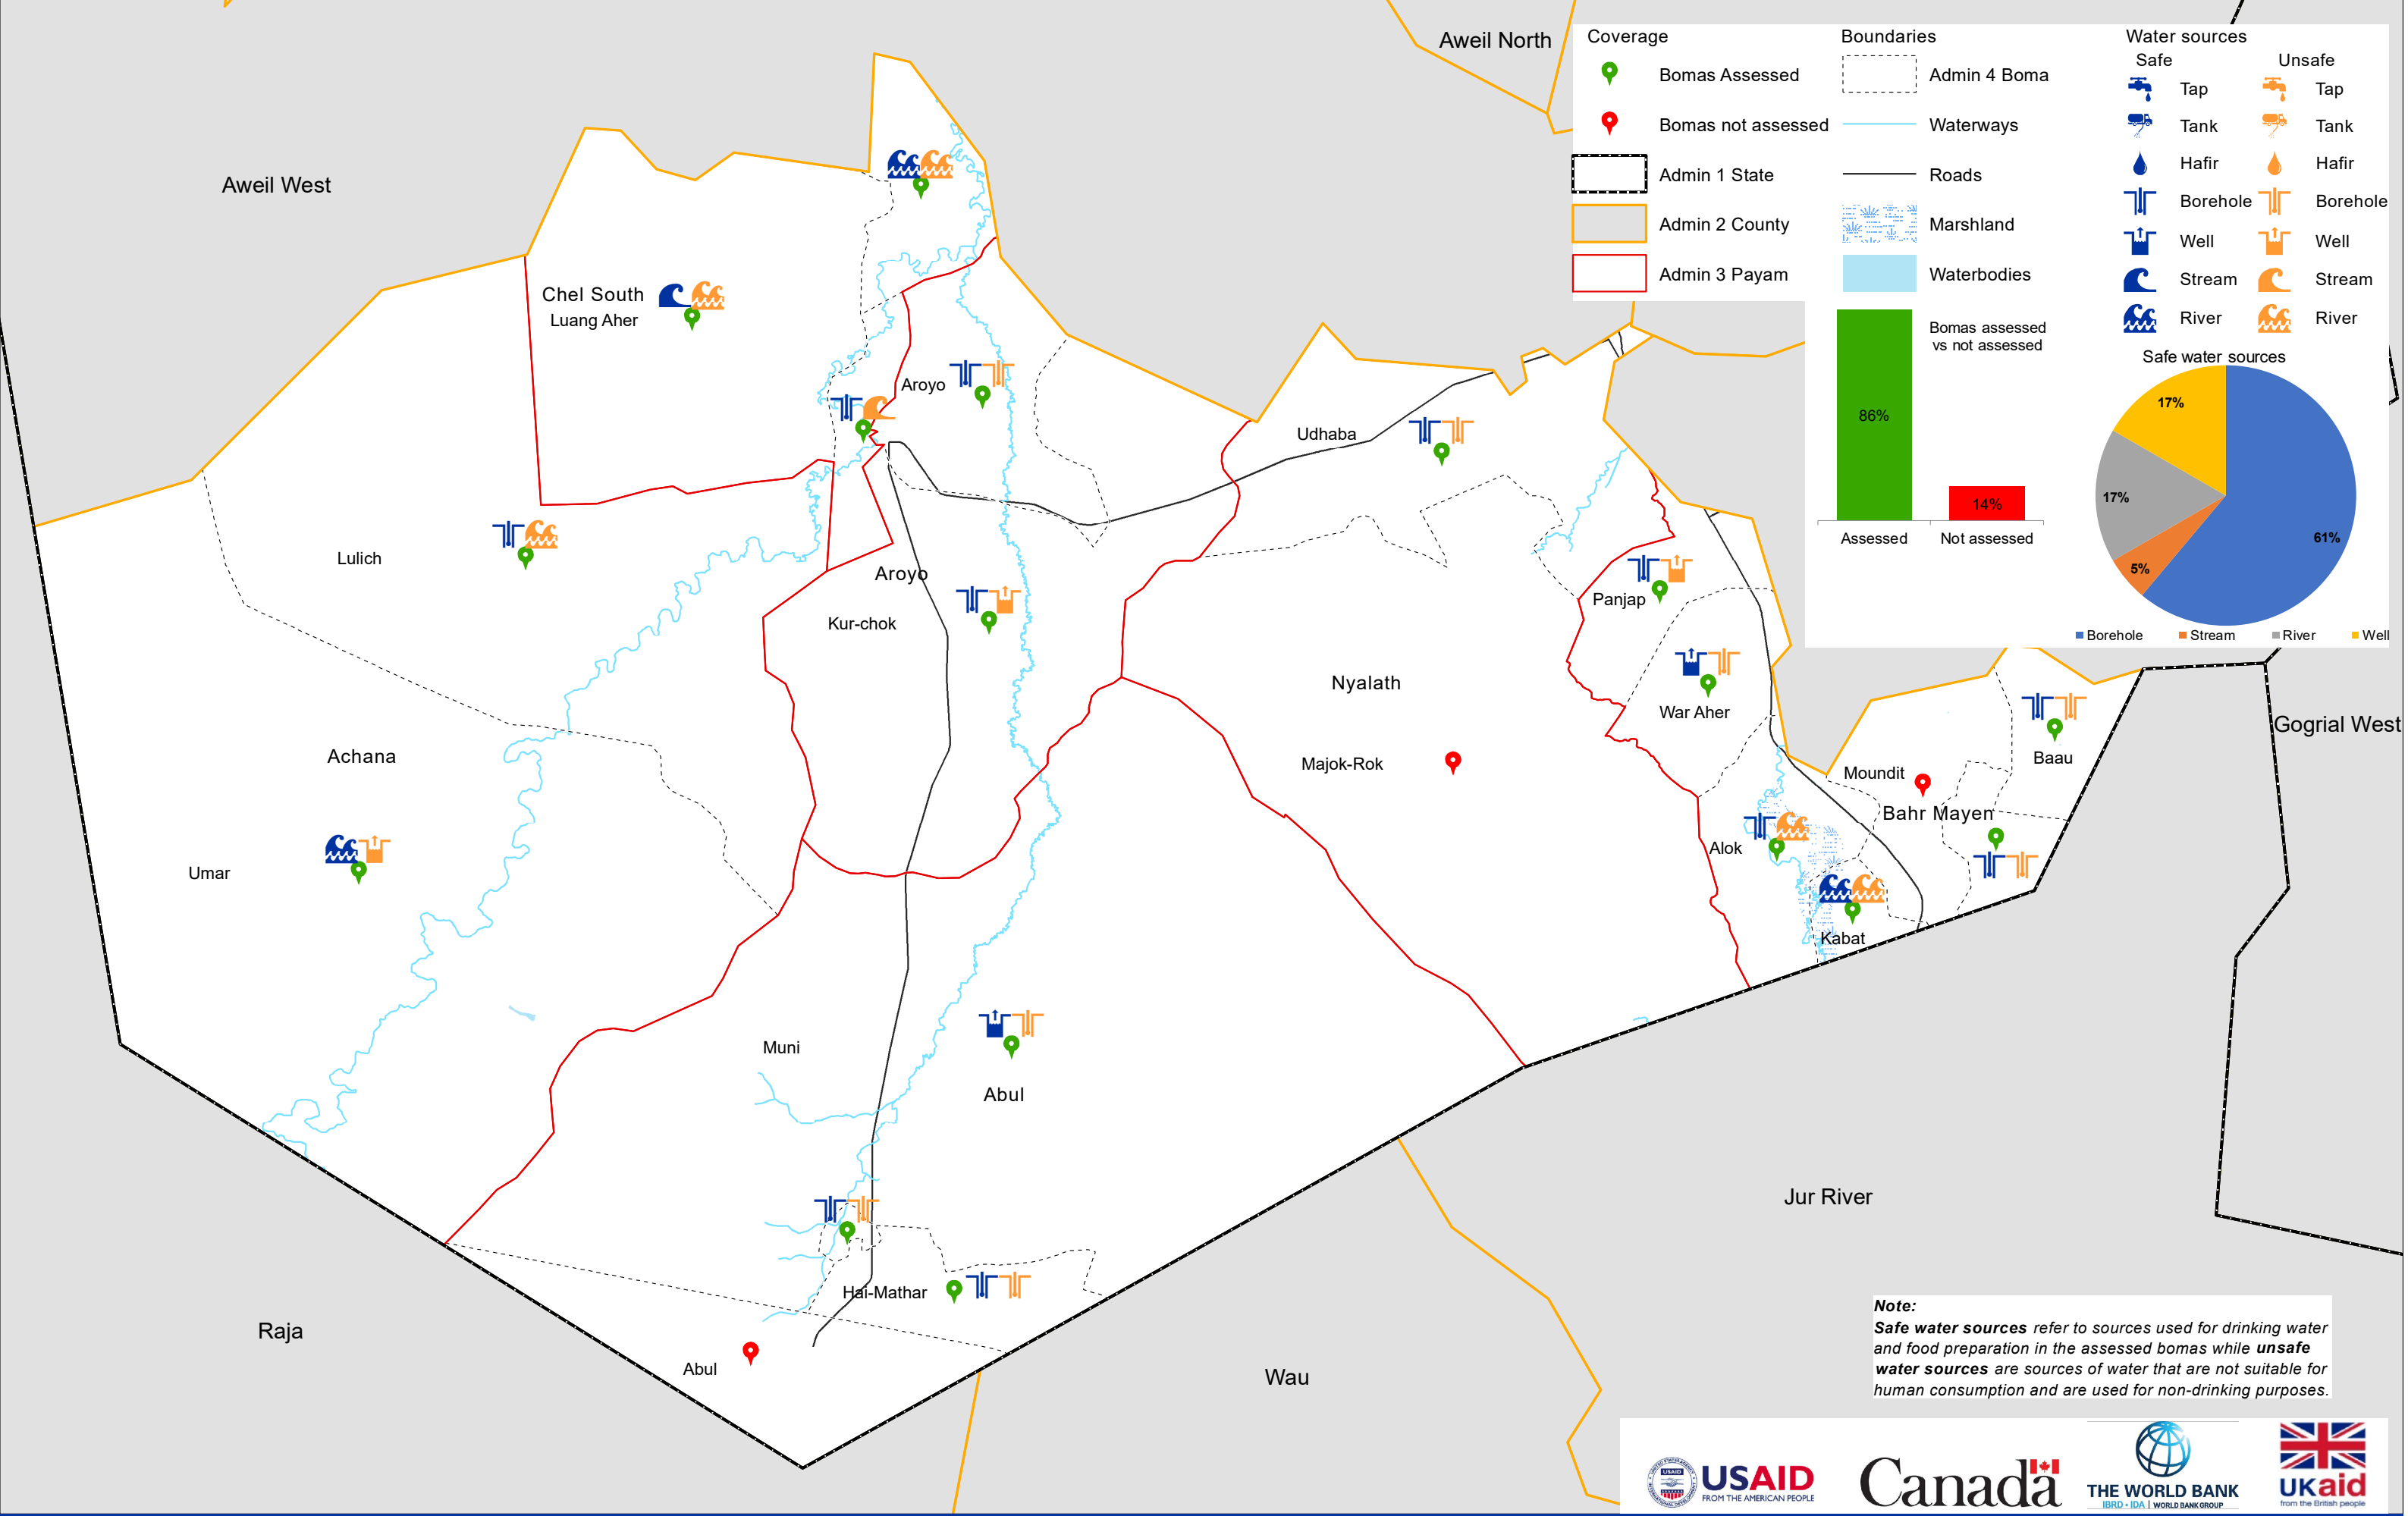 Aweil North
Aweil West
Coverage
Bomas Assessed
Bomas not assessed
Admin 1 State
Admin 2 County
Admin 3 Payam
Boundaries
Admin 4 Boma
Waterways
Roads
Marshland
Waterbodies
Water sources
Safe
Unsafe
Tap
Tap
Tank
Tank
Hafir
Hafir
Borehole
Borehole
Well
Well
Stream
Stream
River
River
Bomas assessed
vs not assessed
86%
14%
Assessed
Not assessed
Safe water sources
17%
17%
5%
61%
Borehole
Stream
River
Well
Chel South
Luang Aher
Aroyo
Udhaba
Lulich
Aroyo
Kur-chok
Panjap
Nyalath
War Aher
Gogrial West
Achana
Majok-Rok
Baau
Moundit
Bahr Mayen
Alok
Umar
Kabat
Muni
Abul
Jur River
Hai-Mathar
Raja
Abul
Wau
Note:
Safe water sources refer to sources used for drinking water
and food preparation in the assessed bomas while unsafe
water sources are sources of water that are not suitable for
human consumption and are used for non-drinking purposes.
USAID
FROM THE AMERICAN PEOPLE
Canada
THE WORLD BANK
IBRD • IDA | WORLD BANK GROUP
UKaid
from the British people